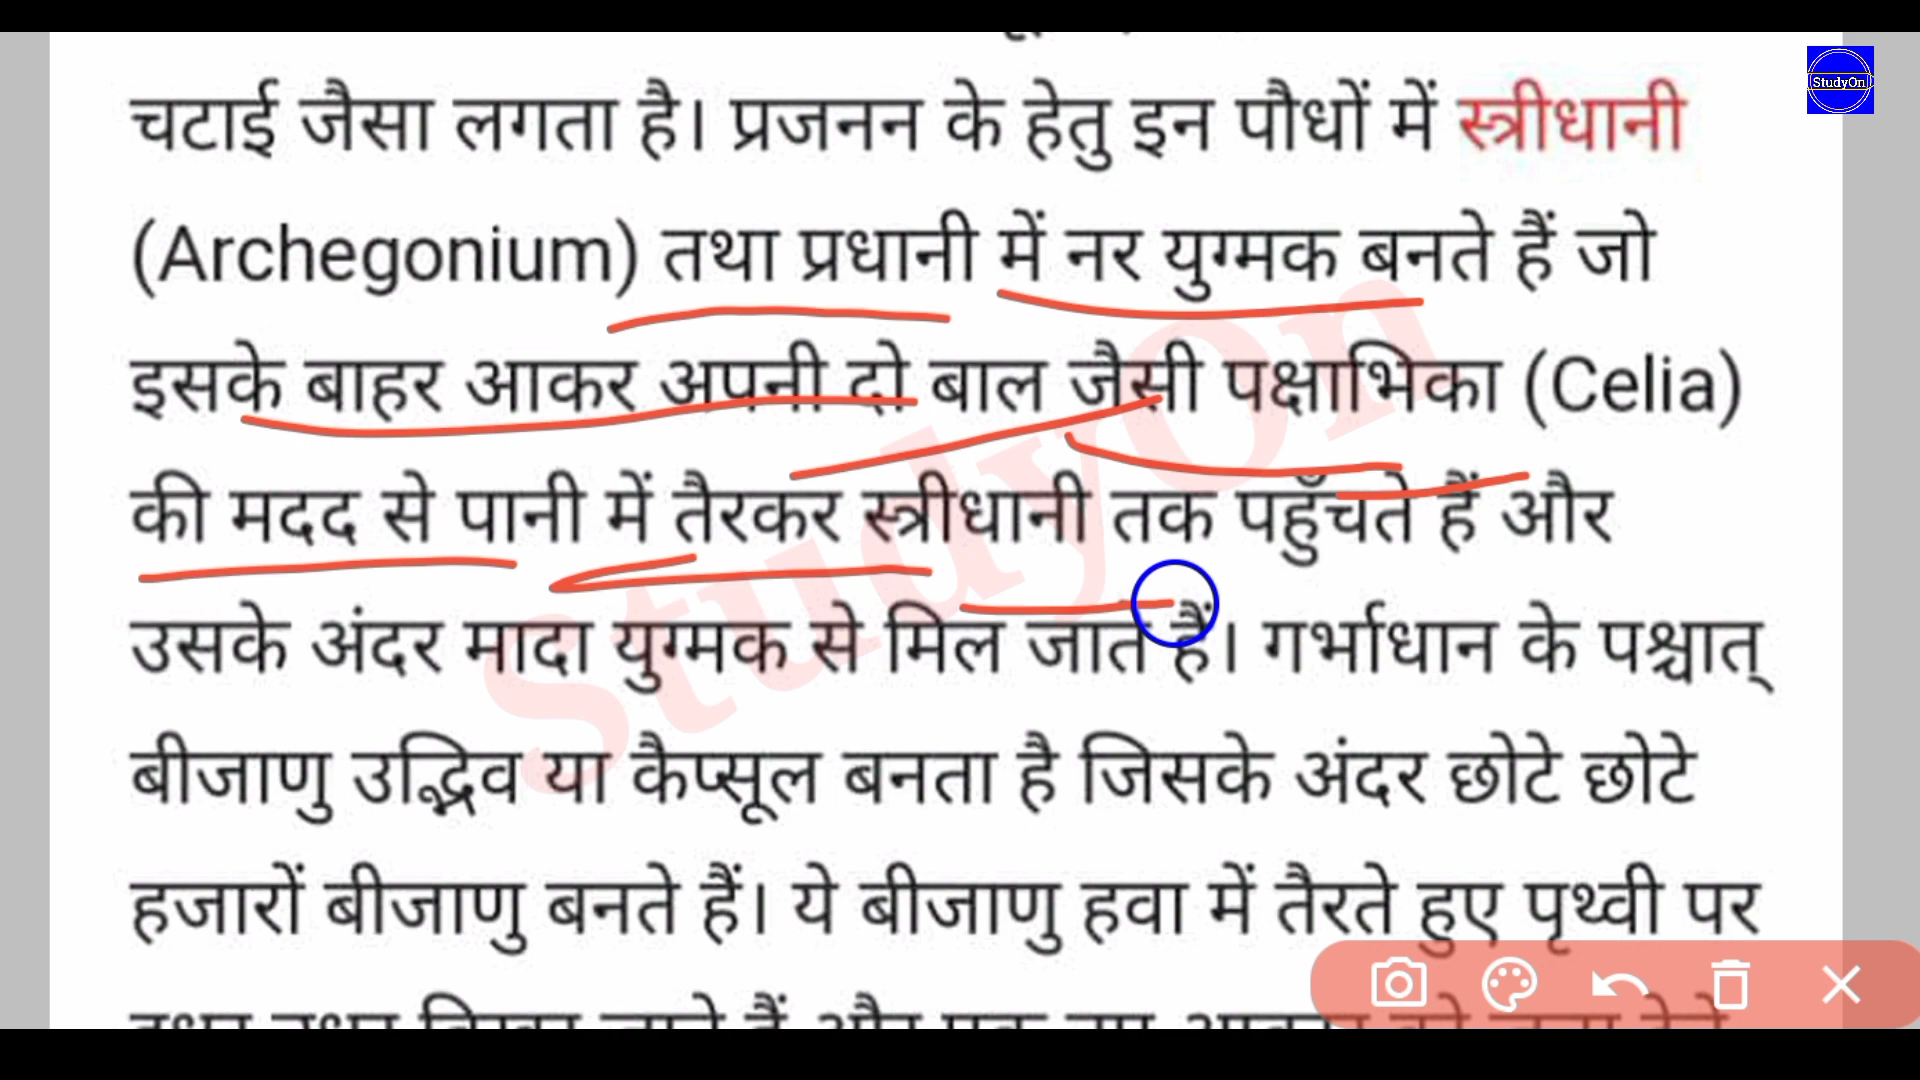 StudyOn
चटाई जैसा लगता है। प्रजनन के हेतु इन पौधों में स्त्रीधानी
(Archegonium) तथा प्रधानी में नर युग्मक बनते हैं जो
इसके बाहर आकर अपनी दो बाल जैसी पक्षाभिका (Celia)
की मदद से पानी में तैरकर स्त्रीधानी तक पहुँचते हैं और
उसके अंदर मादा युग्मक से मिल जाते हैं। गर्भाधान के पश्चात्
बीजाणु उद्भिव या कैप्सूल बनता है जिसके अंदर छोटे छोटे
हजारों बीजाणु बनते हैं। ये बीजाणु हवा में तैरते हुए पृथ्वी पर
StudyOn